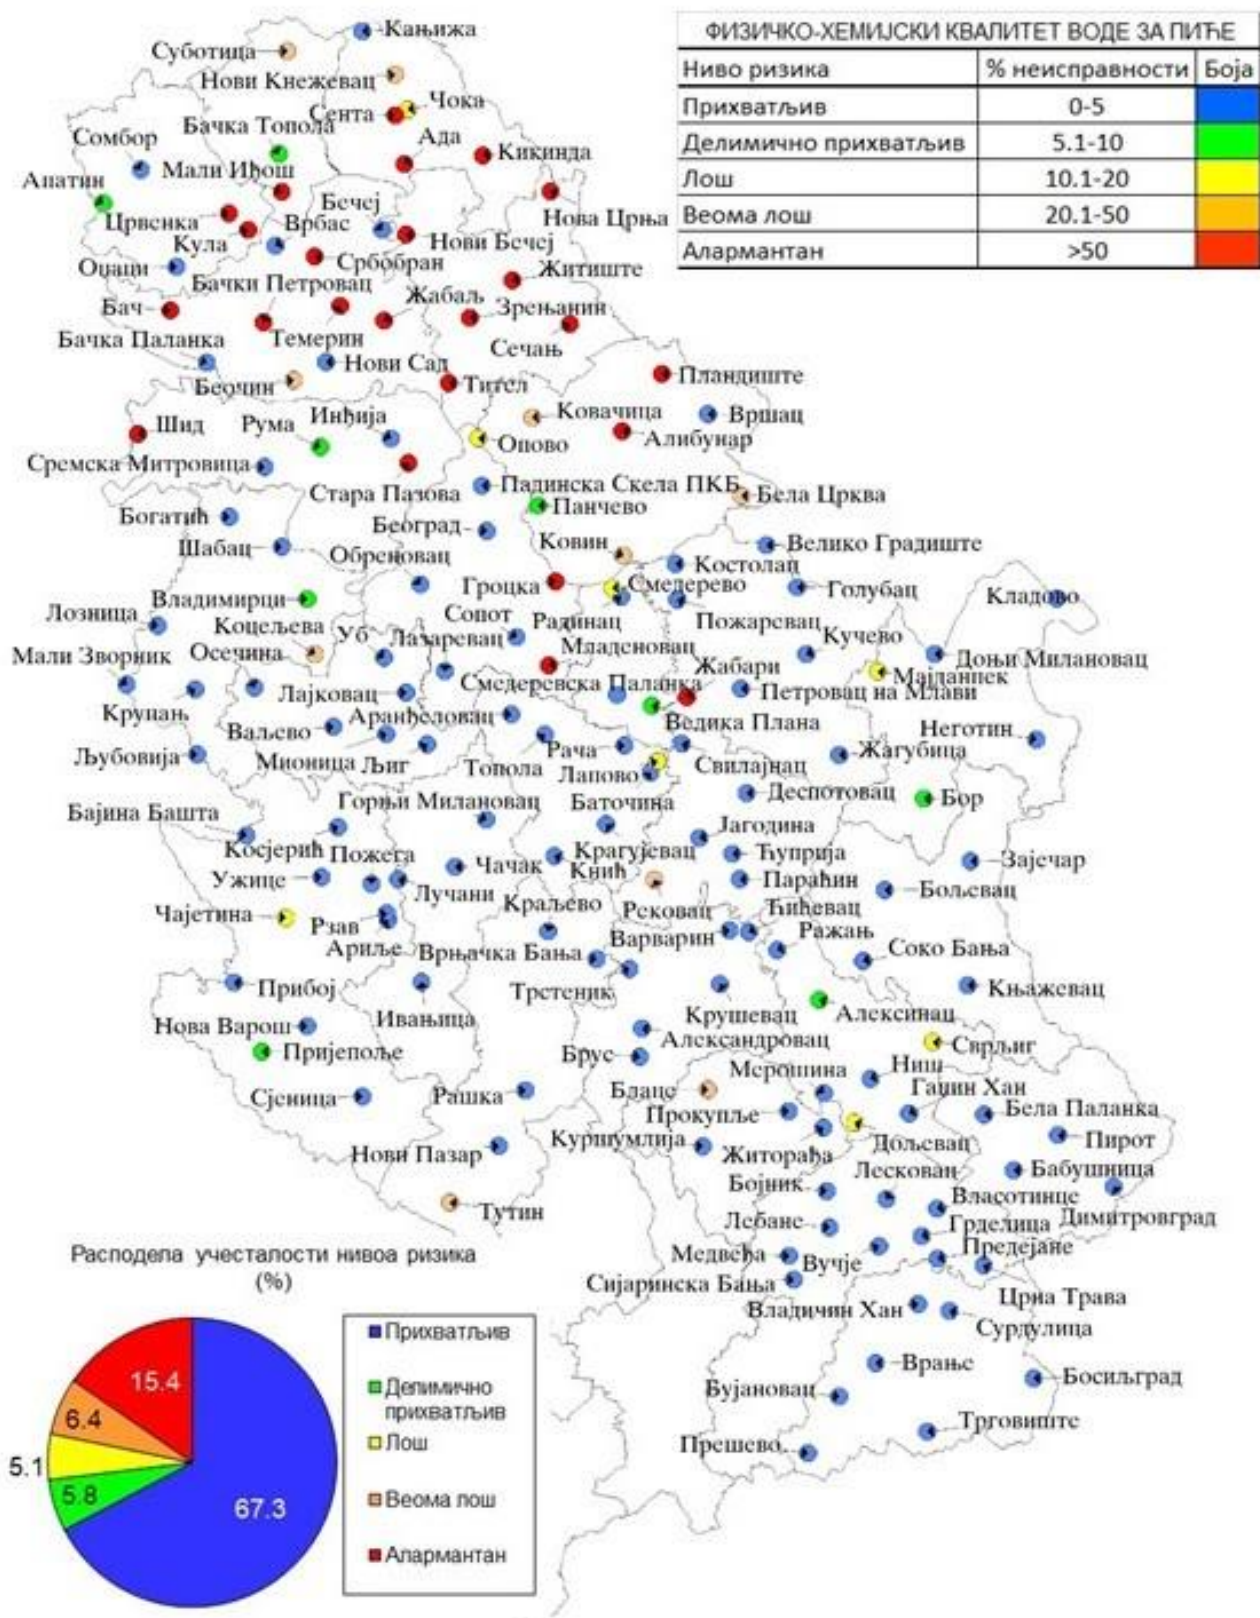 ФИЗИЧКО-ХЕМИЈСКИ КВАЛИТЕТ ВОДЕ ЗА ПИЋЕ
Ниво ризика % неисправности Боја
Прихватљив 0-5
Делимично прихватљив 5.1-10
Лош 10.1-20
Веома лош 20.1-50
Алармантан >50
Кањижа
Суботица
Нови Кнежевац
Чока
Сента
Бачка Топола
Сомбор
Ада
Кикинда
Мали Иђош
Апатин
Бечеј
Нова Црња
Црвенка
Врбас
Нови Бечеј
Кула
Србобран
Оџаци
Житиште
Бачки Петровац
Жабаљ
Бач
Зрењанин
Темерин
Сечањ
Бачка Паланка
Нови Сад
Беочин
Тител
Пландиште
Ковачица
Вршац
Шид
Рума
Инђија
Опово
Алибунар
Сремска Митровица
Стара Пазова
Падинска Скела ПКБ
Бела Црква
Панчево
Богатић
Београд
Шабац
Обреновац
Ковин
Велико Градиште
Костолац
Гроцка
Смедерево
Голубац
Кладово
Владимирци
Лозница
Сопот
Радинац
Пожаревац
Коцељева
Уб
Лазаревац
Кучево
Осечина
Младеновац
Доњи Милановац
Мали Зворник
Жабари
Мајданпек
Смедеревска Паланка
Петровац на Млави
Лајковац
Крупањ
Аранђеловац
Велика Плана
Неготин
Ваљево
Рача
Жагубица
Љубовија
Мионица
Љиг
Топола
Лапово
Свилајнац
Деспотовац
Бор
Горњи Милановац
Баточина
Бајина Башта
Јагодина
Косјерић
Пожега
Крагујевац
Ћуприја
Зајечар
Чачак
Кнић
Ужице
Лучани
Параћин
Бољевац
Краљево
Рековац
Ћићевац
Чајетина
Рзав
Варварин
Ражањ
Ариље
Врњачка Бања
Соко Бања
Прибој
Трстеник
Књажевац
Ивањица
Крушевац
Алексинац
Нова Варош
Александровац
Сврљиг
Пријепоље
Брус
Мерошина
Ниш
Блаце
Гаџин Хан
Сјеница
Рашка
Прокупље
Бела Паланка
Куршумлија
Дољевац
Пирот
Нови Пазар
Житорађа
Лесковац
Бабушница
Бојник
Власотинце
Тутин
Лебане
Грделица
Димитровград
Медвеђа
Вучје
Предејане
Сијаринска Бања
Црна Трава
Владичин Хан
Сурдулица
Врање
Босиљград
Бујановац
Трговиште
Прешево
Расподела учесталости нивоа ризика
(%)
15.4
6.4
5.1
5.8
67.3
Прихватљив
Делимично
прихватљив
Лош
Веома лош
Алармантан